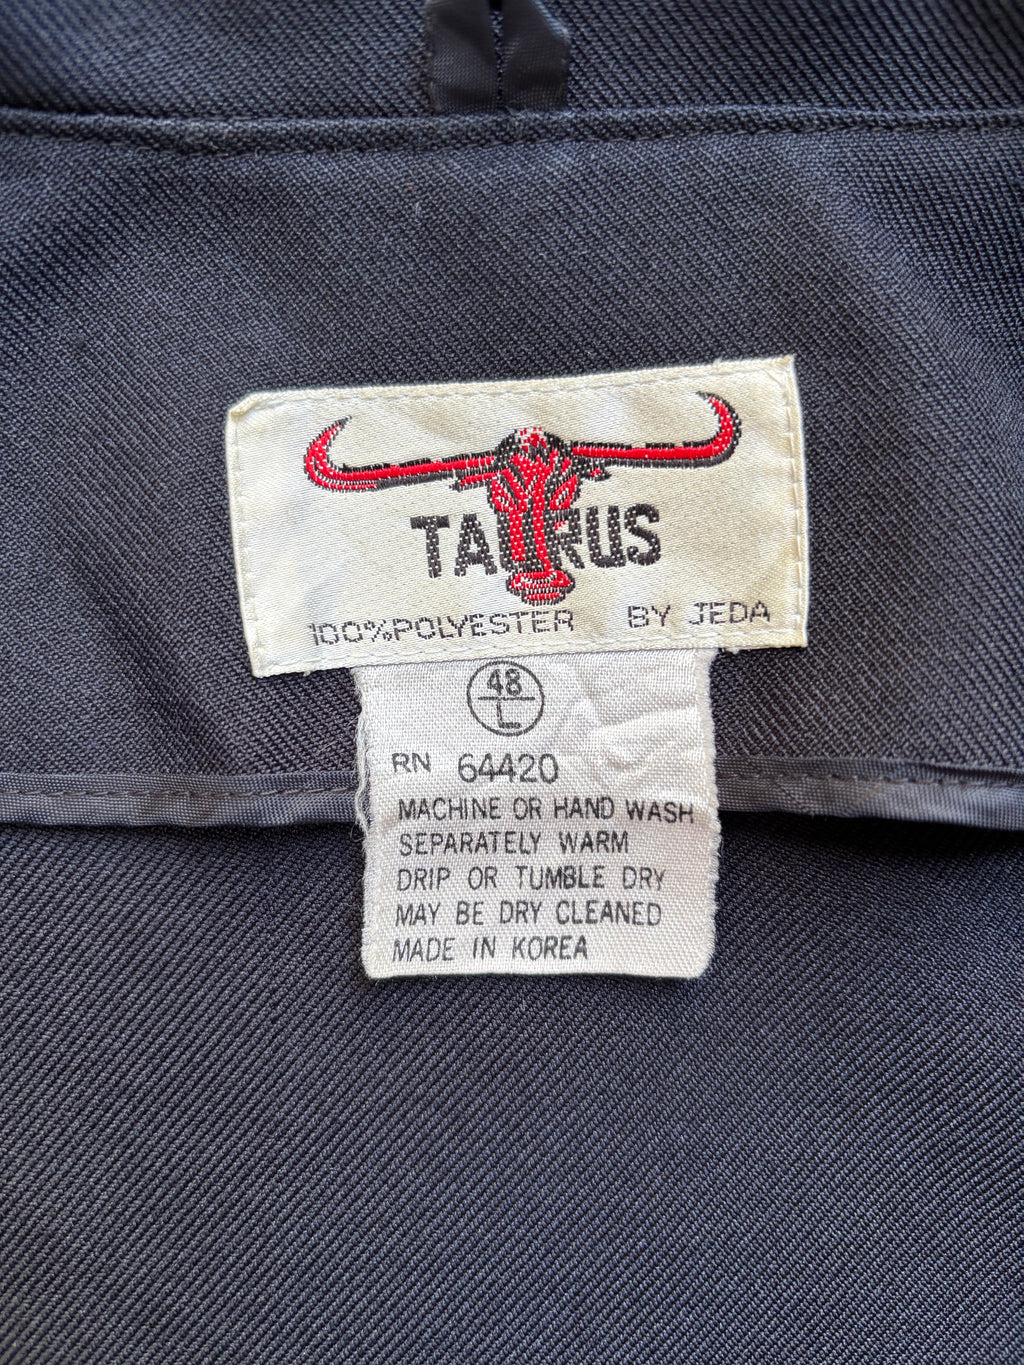 TAURUS
100%POLYESTER BY JEDA
48
L
RN 64420
MACHINE OR HAND WASH
SEPARATELY WARM
DRIP OR TUMBLE DRY
MAY BE DRY CLEANED
MADE IN KOREA